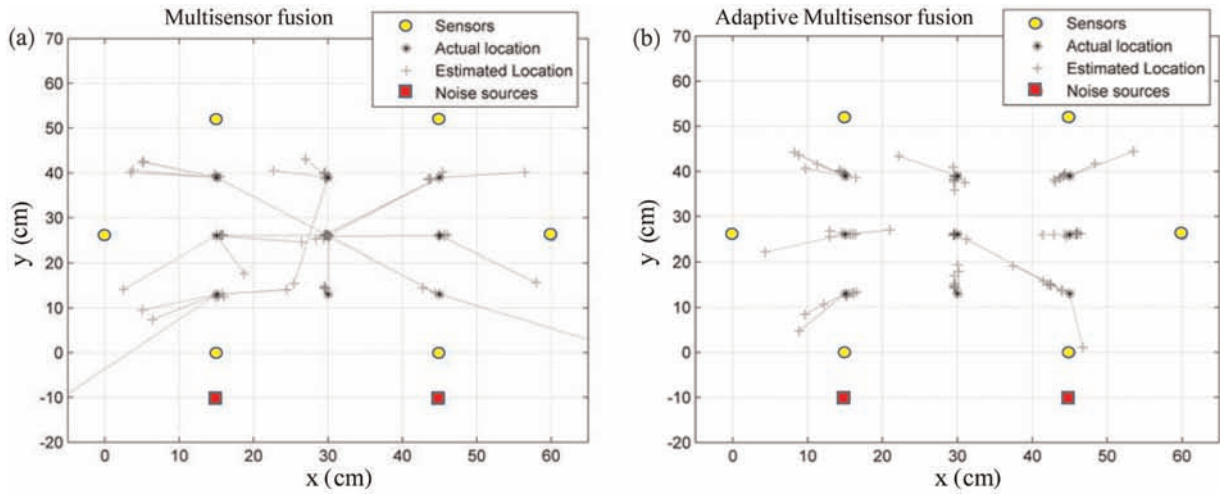 Multisensor fusion
(a)
Sensors
Actual location
Estimated Location
Noise sources
70
60
50
40
30
20
10
0
-10
-20
y (cm)
0 10 20 30 40 50 60
x (cm)
Adaptive Multisensor fusion
(b)
Sensors
Actual location
Estimated Location
Noise sources
70
60
50
40
30
20
10
0
-10
-20
y (cm)
0 10 20 30 40 50 60
x (cm)